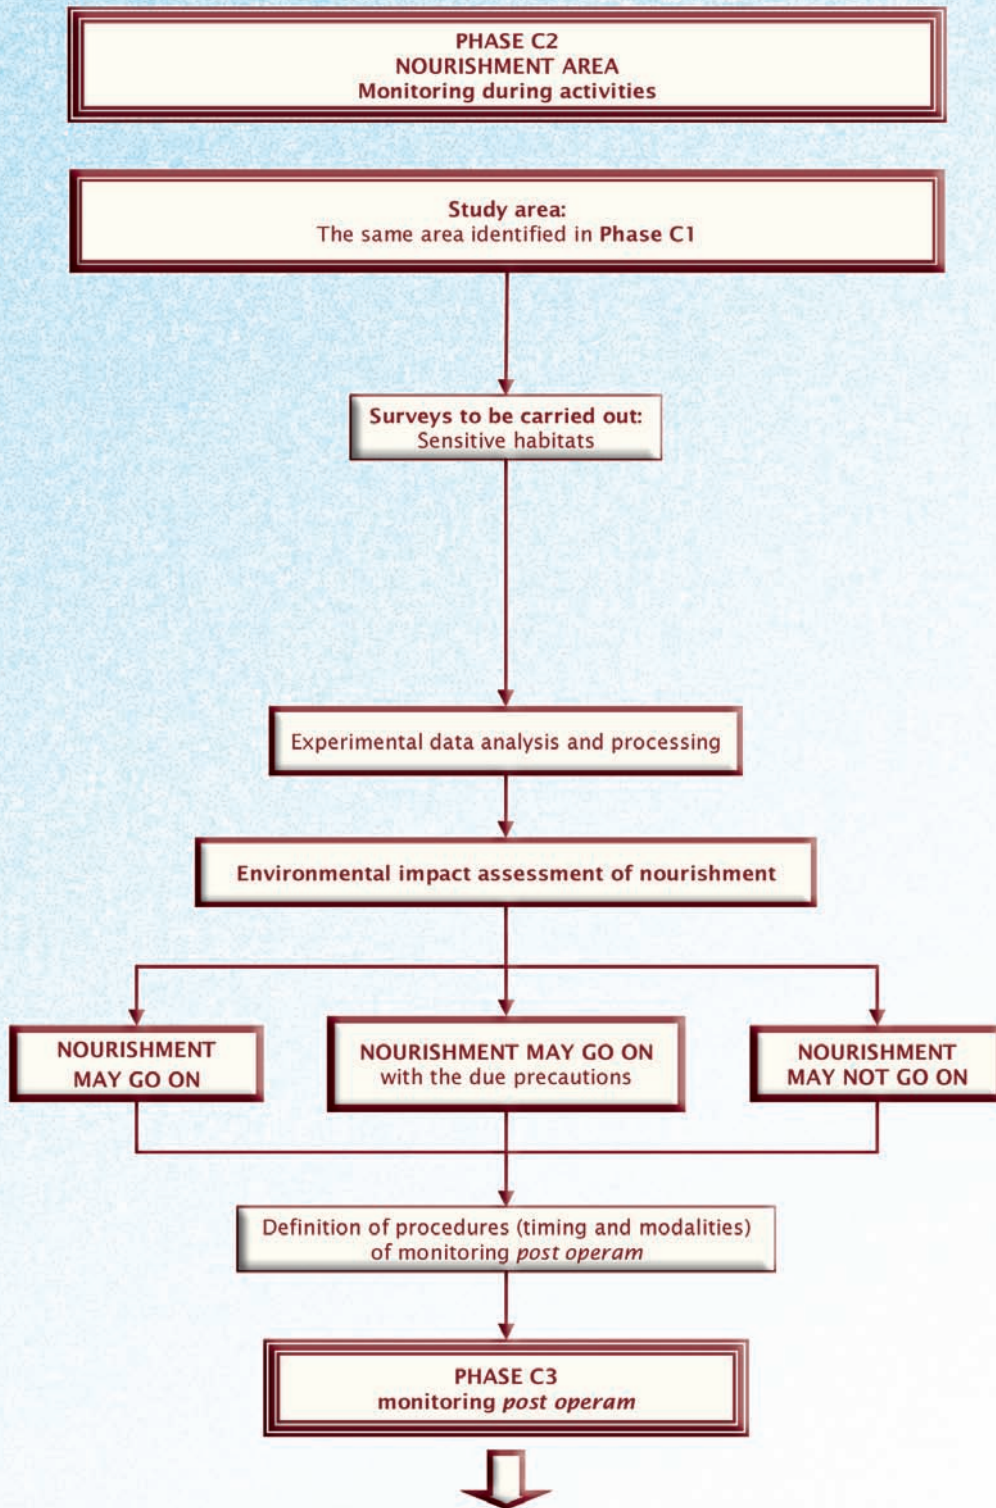 PHASE C2
NOURISHMENT AREA
Monitoring during activities
Study area:
The same area identified in Phase C1
Surveys to be carried out:
Sensitive habitats
Experimental data analysis and processing
Environmental impact assessment of nourishment
NOURISHMENT
MAY GO ON
NOURISHMENT MAY GO ON
with the due precautions
NOURISHMENT
MAY NOT GO ON
Definition of procedures (timing and modalities)
of monitoring post operam
PHASE C3
monitoring post operam